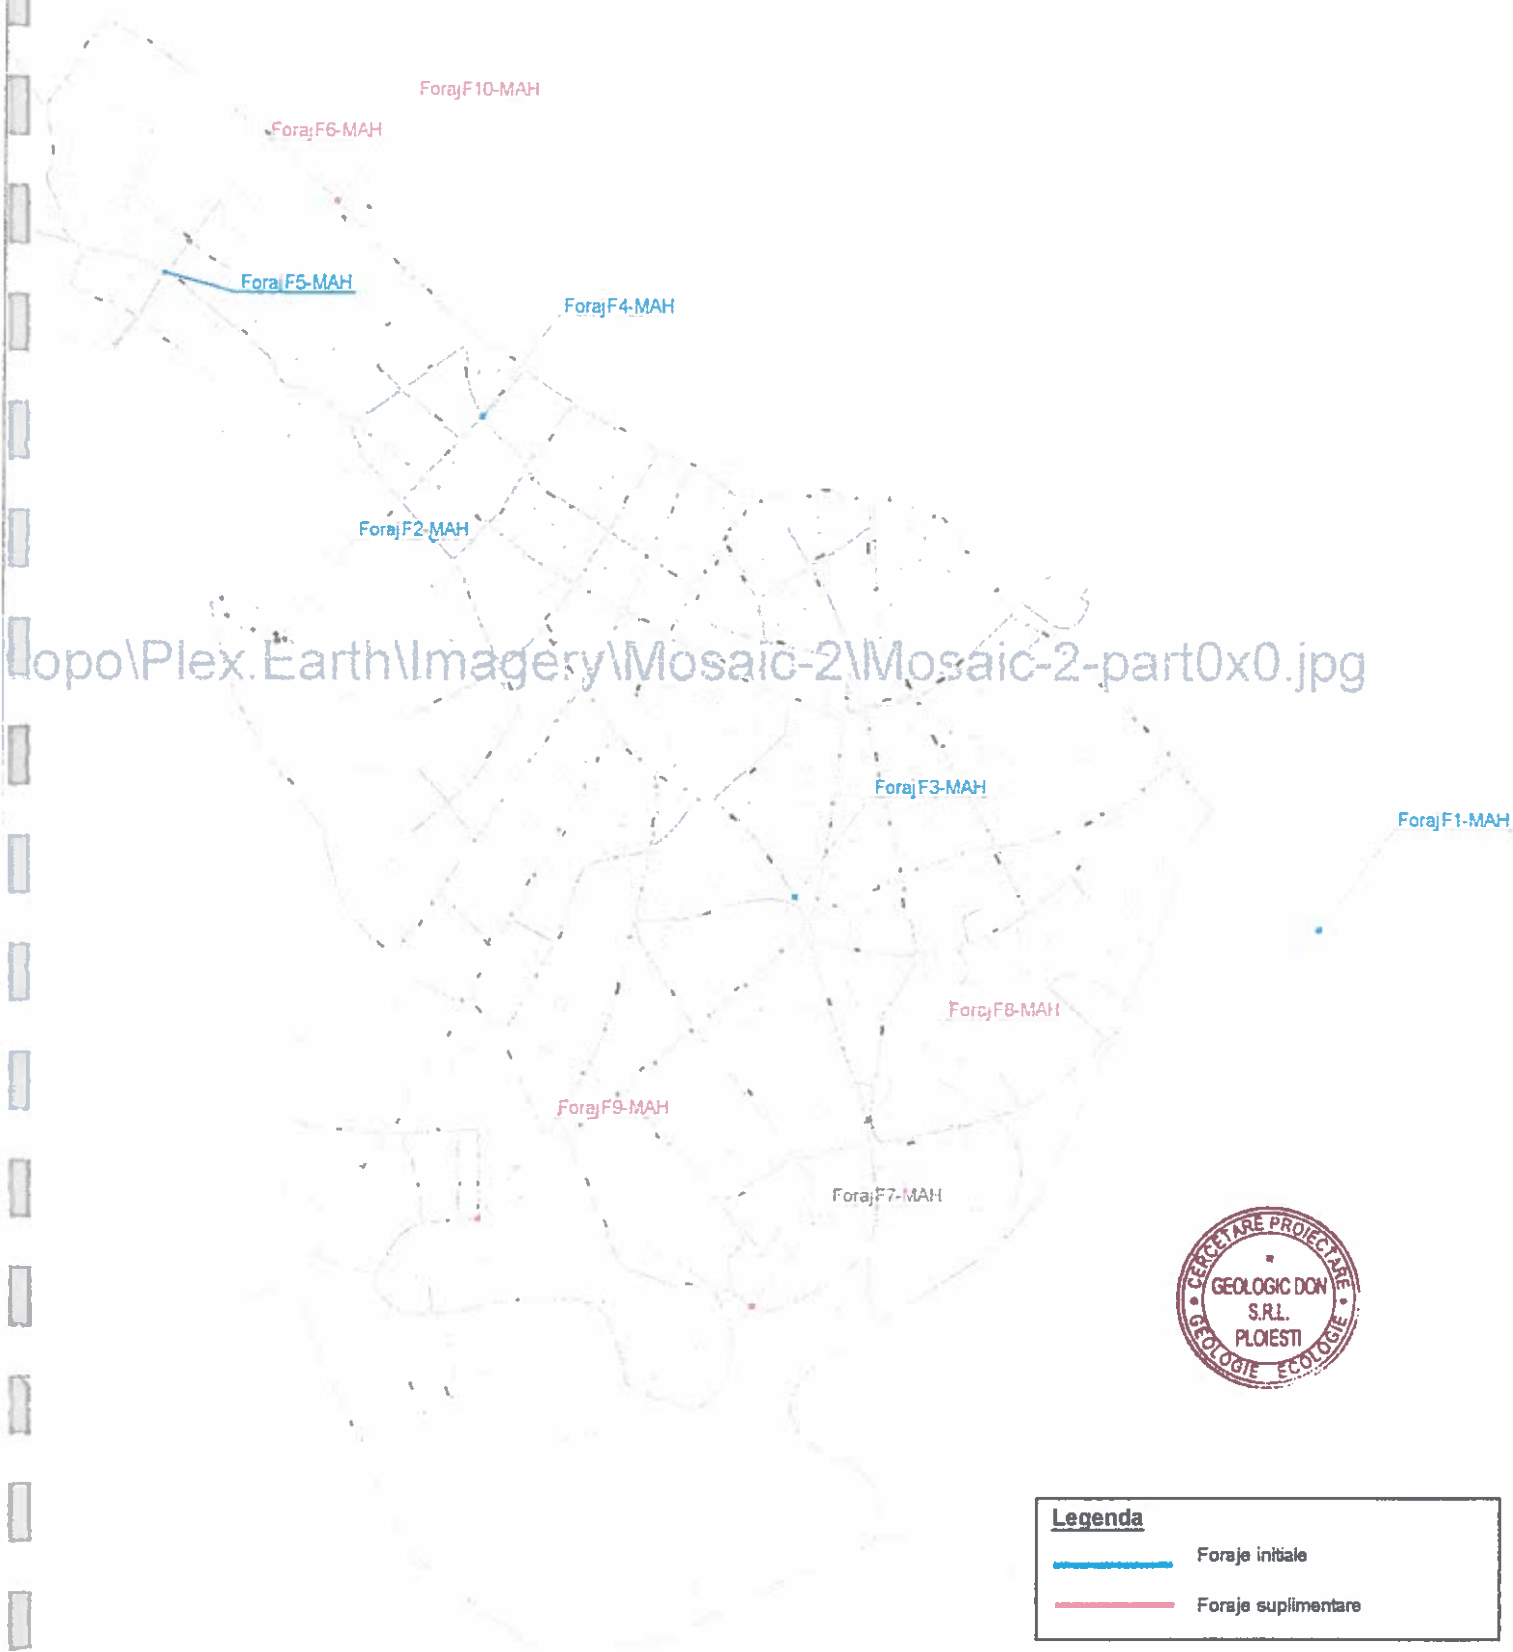 Foraj F10-MAH
Foraj F6-MAH
Foraj F5-MAH
Foraj F4-MAH
Foraj F2-MAH
opo\Plex.Earth\Imagery\Mosaic-2\Mosaic-2-part0x0.jpg
Foraj F3-MAH
Foraj F1-MAH
Foraj F8-MAH
Foraj F9-MAH
Foraj F7-MAH
CERCETARE PROIECTARE
GEOLOGIC DON
S.R.L.
PLOIESTI
GEOLOGIE ECOLOGIE
Legenda
Foraje initiale
Foraje suplimentare